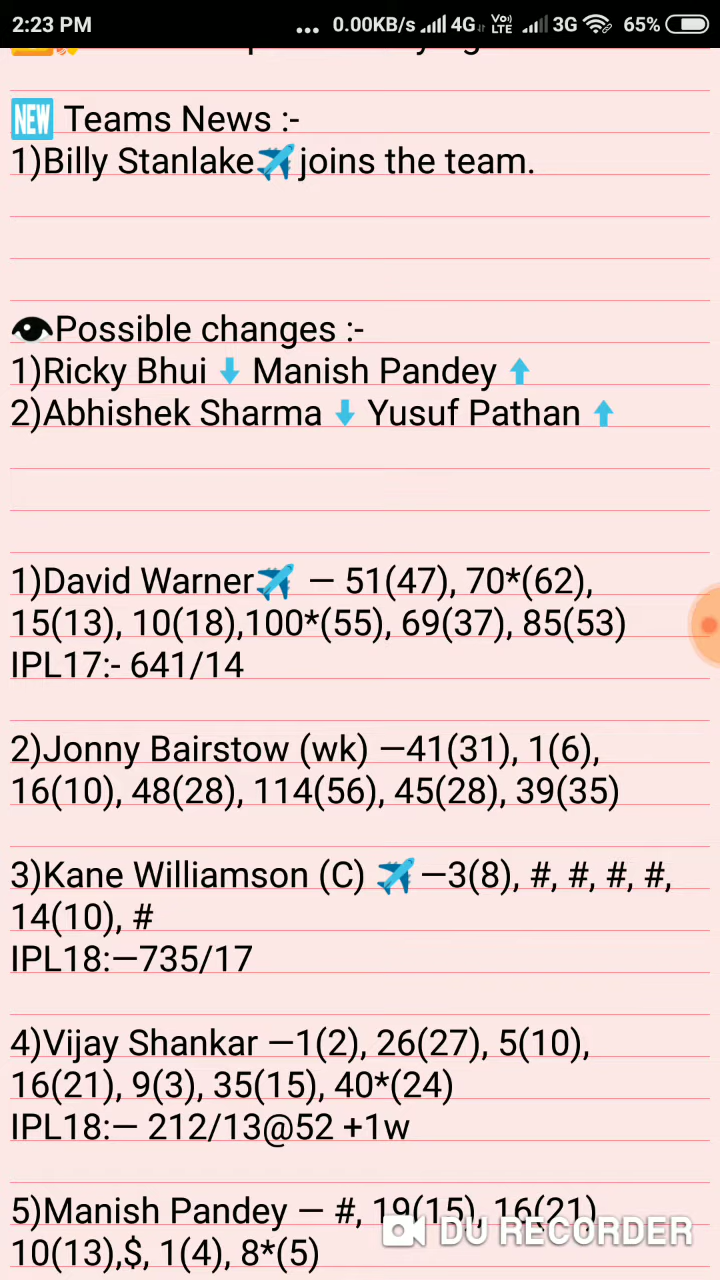 2:23 PM ... 0.00KB/s 4G VoLTE 3G 65%
NEW Teams News :-
1)Billy Stanlake✈️joins the team.
👁Possible changes :-
1)Ricky Bhui ⬇ Manish Pandey ⬆
2)Abhishek Sharma ⬇ Yusuf Pathan ⬆
1)David Warner✈️ — 51(47), 70*(62),
15(13), 10(18),100*(55), 69(37), 85(53)
IPL17:- 641/14
2)Jonny Bairstow (wk) —41(31), 1(6),
16(10), 48(28), 114(56), 45(28), 39(35)
3)Kane Williamson (C) ✈️—3(8), #, #, #, #,
14(10), #
IPL18:—735/17
4)Vijay Shankar —1(2), 26(27), 5(10),
16(21), 9(3), 35(15), 40*(24)
IPL18:— 212/13@52 +1w
5)Manish Pandey — #, 19(15), 16(21)
DU RECORDER
10(13),$, 1(4), 8*(5)